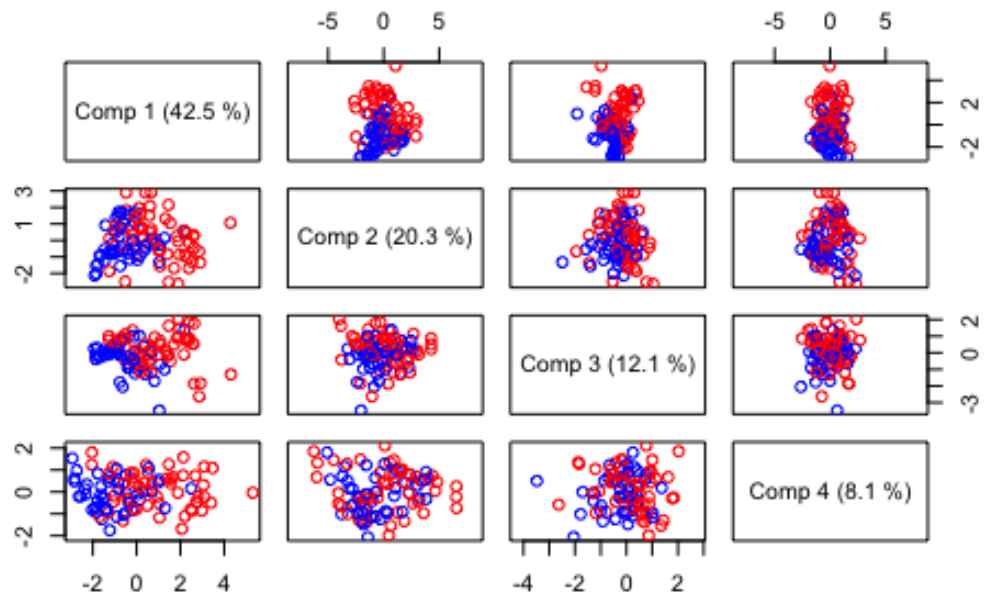 -5 0 5 -5 0 5
Comp 1 (42.5 %)
-2 2
-2 1 3
Comp 2 (20.3 %)
Comp 3 (12.1 %)
-3 0 2
-2 0 2
Comp 4 (8.1 %)
-2 0 2 4 -4 0 2